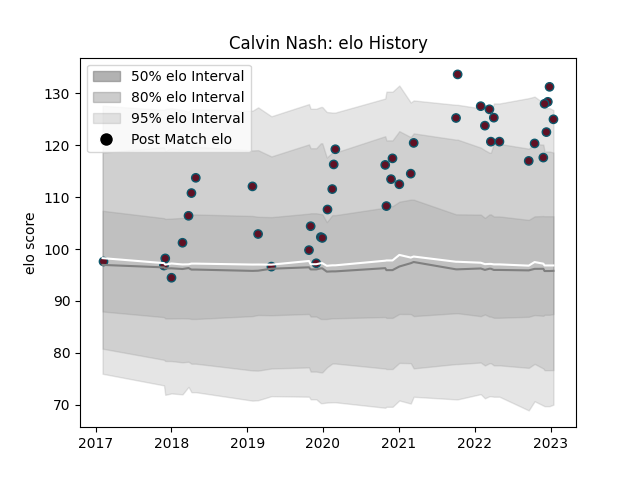 Calvin Nash: elo History
50% elo Interval
80% elo Interval
95% elo Interval
Post Match elo
elo score
130
120
110
100
90
80
70
2017 2018 2019 2020 2021 2022 2023